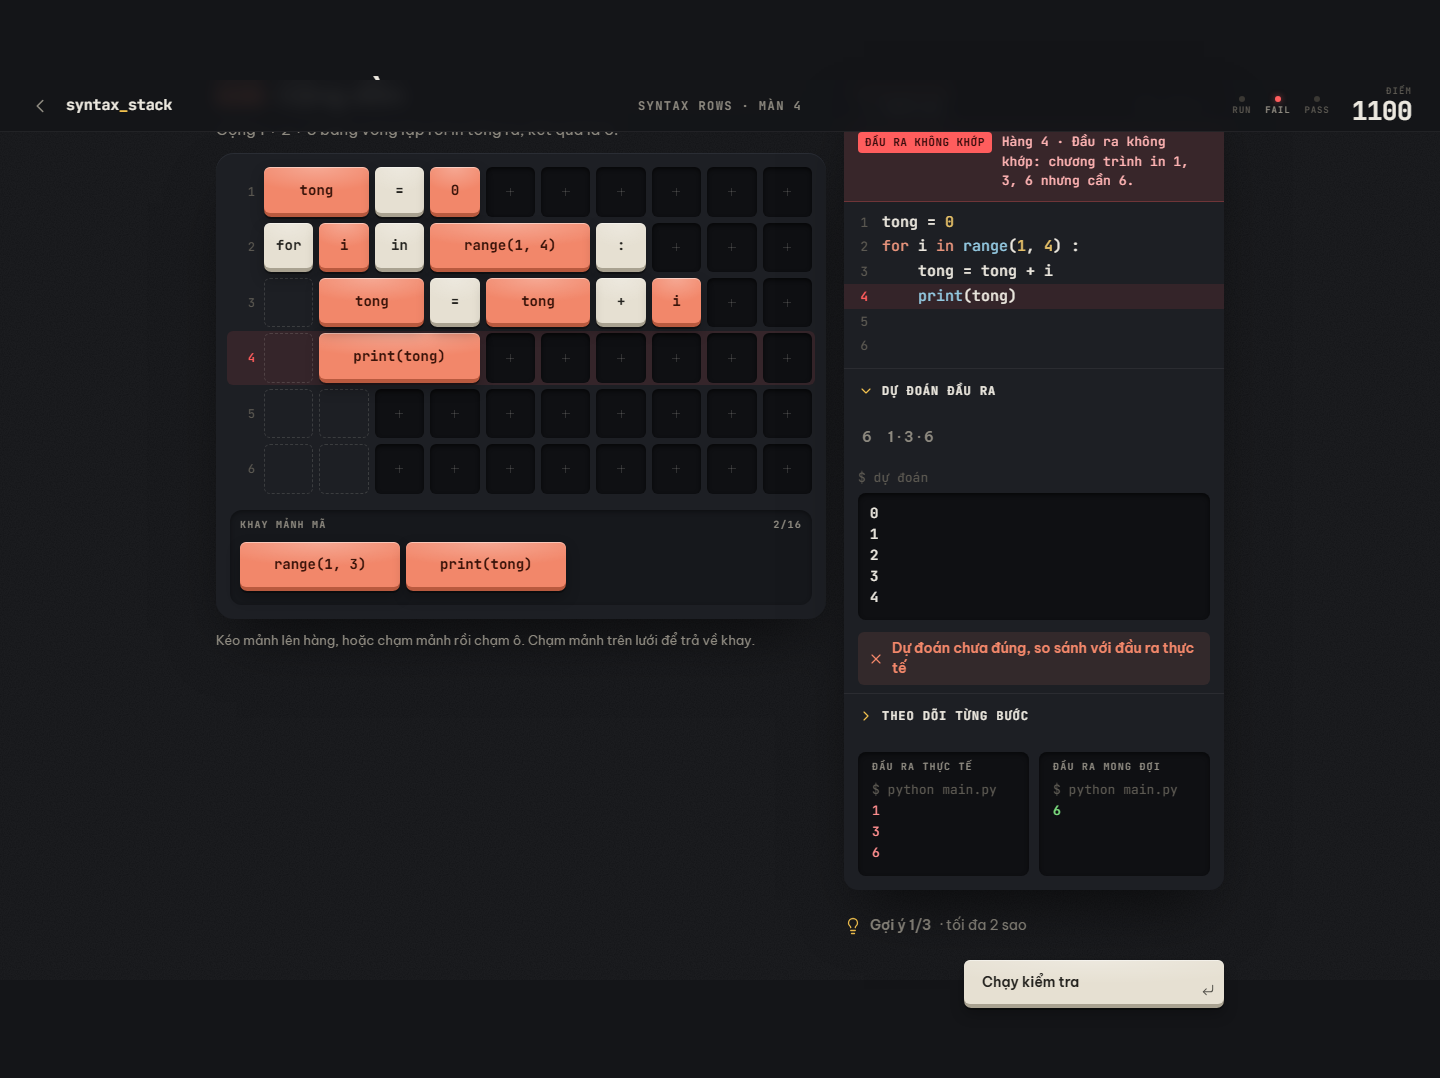 syntax_stack
SYNTAX ROWS · MÀN 4
RUN FAIL PASS
ĐIỂM
1100
1 tong = 0 + + + + + +
2 for i in range(1, 4) : + + +
3 tong = tong + i + +
4 print(tong) + + + + + +
5 + + + + + + + +
6 + + + + + + + +
KHAY MẢNH MÃ 2/16
range(1, 3) print(tong)
Kéo mảnh lên hàng, hoặc chạm mảnh rồi chạm ô. Chạm mảnh trên lưới để trả về khay.
ĐẦU RA KHÔNG KHỚP
Hàng 4 · Đầu ra không
khớp: chương trình in 1,
3, 6 nhưng cần 6.
1 tong = 0
2 for i in range(1, 4) :
3 tong = tong + i
4 print(tong)
5
6
DỰ ĐOÁN ĐẦU RA
6 1·3·6
$ dự đoán
0
1
2
3
4
Dự đoán chưa đúng, so sánh với đầu ra thực
tế
THEO DÕI TỪNG BƯỚC
ĐẦU RA THỰC TẾ
$ python main.py
1
3
6
ĐẦU RA MONG ĐỢI
$ python main.py
6
Gợi ý 1/3 · tối đa 2 sao
Chạy kiểm tra